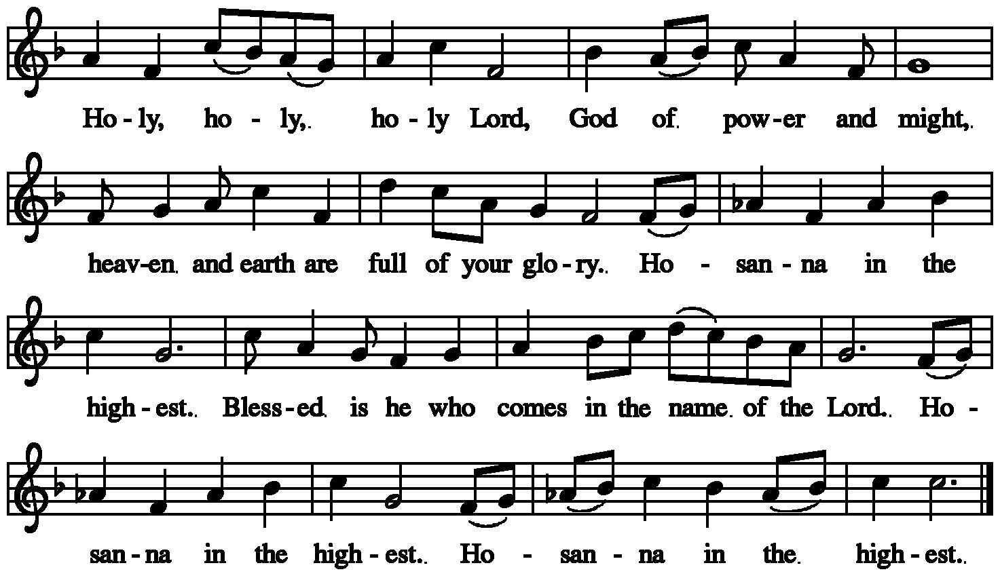 Ho - ly, ho - ly,. ho - ly Lord, God of. pow - er and might,.
heav - en. and earth are full of your glo - ry.. Ho - san - na in the
high - est.. Bless - ed. is he who comes in the name. of the Lord.. Ho -
san - na in the high - est.. Ho - san - na in the. high - est..